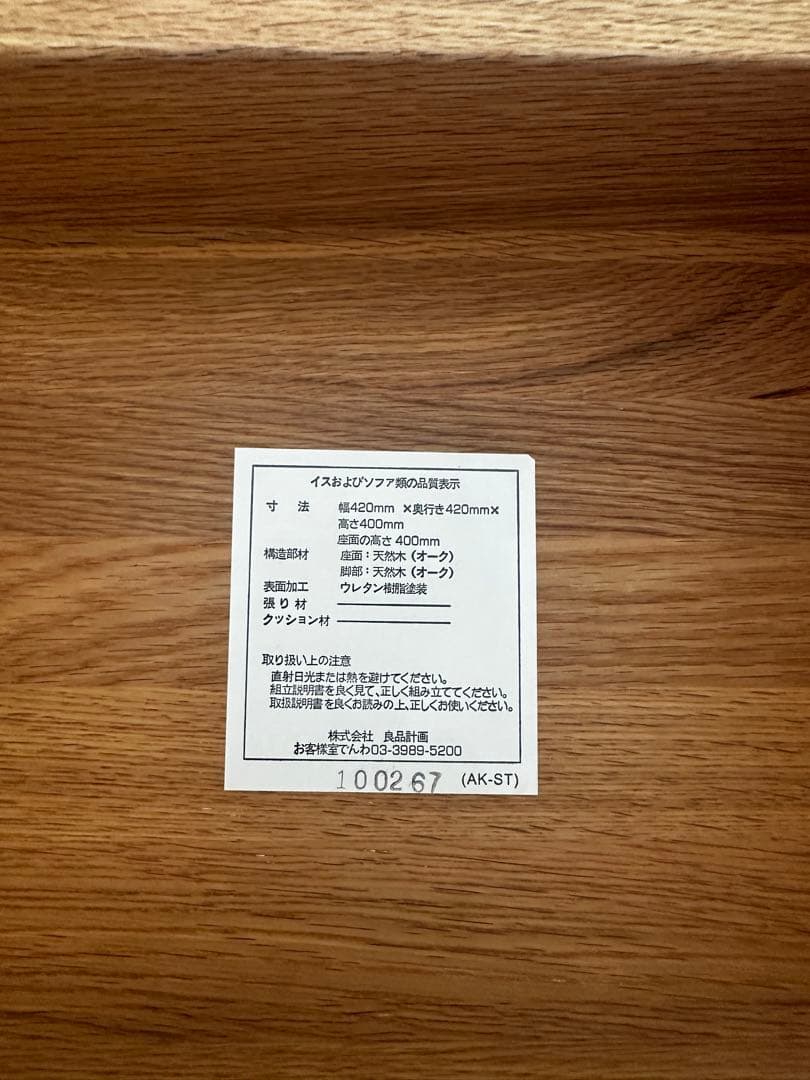 イスおよびソファ類の品質表示
寸 法 幅420mm ×奥行き420mm×
高さ400mm
座面の高さ 400mm
構造部材 座面：天然木（オーク）
脚部：天然木（オーク）
表面加工 ウレタン樹脂塗装
張り材
クッション材
取り扱い上の注意
直射日光または熱を避けてください。
組立説明書を良く見て、正しく組み立ててください。
取扱説明書を良くお読みの上、正しくお使いください。
株式会社 良品計画
お客様室でんわ03-3989-5200
100267 (AK-ST)